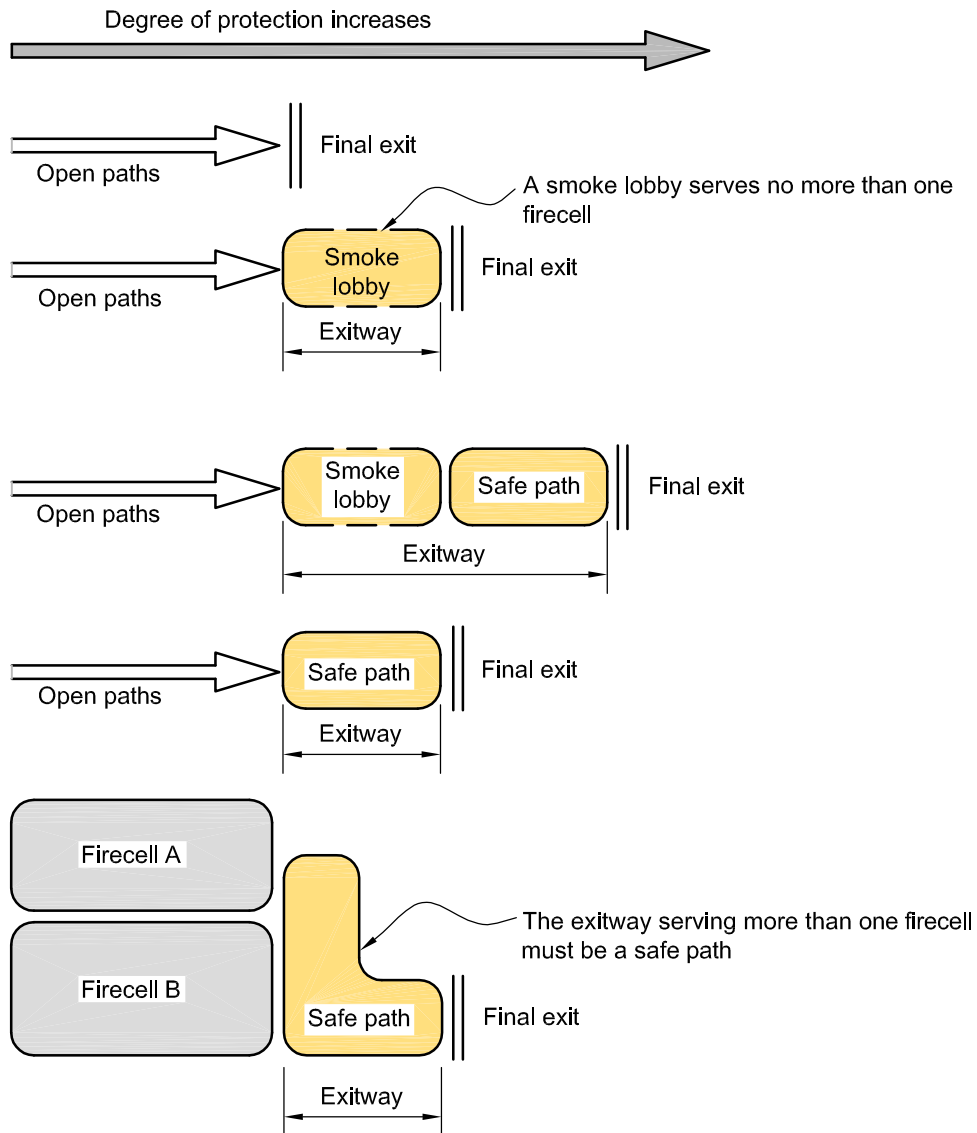 Degree of protection increases
Open paths
Final exit
A smoke lobby serves no more than one
firecell
Open paths
Smoke
lobby
Final exit
Exitway
Open paths
Smoke
lobby
Safe path
Final exit
Exitway
Open paths
Safe path
Final exit
Exitway
Firecell A
Firecell B
The exitway serving more than one firecell
must be a safe path
Safe path
Final exit
Exitway